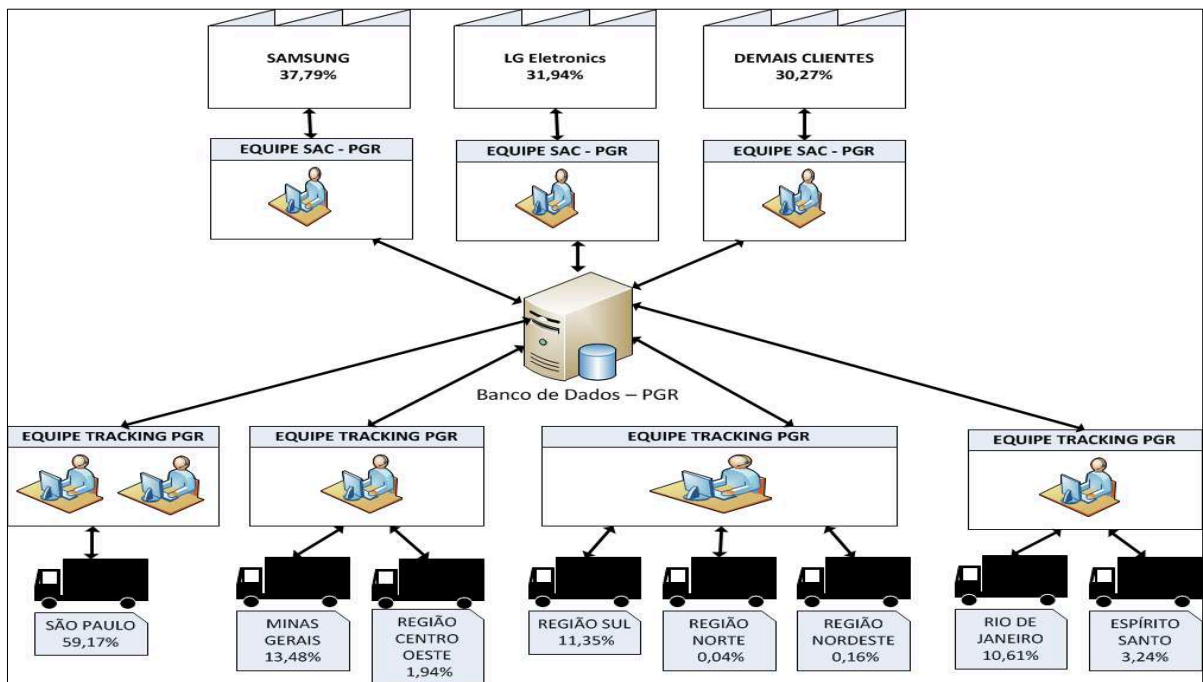 SAMSUNG
37,79%
LG Eletronics
31,94%
DEMAIS CLIENTES
30,27%
EQUIPE SAC - PGR
EQUIPE SAC - PGR
EQUIPE SAC - PGR
Banco de Dados – PGR
EQUIPE TRACKING PGR
EQUIPE TRACKING PGR
EQUIPE TRACKING PGR
EQUIPE TRACKING PGR
SÃO PAULO
59,17%
MINAS
GERAIS
13,48%
REGIÃO
CENTRO
OESTE
1,94%
REGIÃO SUL
11,35%
REGIÃO
NORTE
0,04%
REGIÃO
NORDESTE
0,16%
RIO DE
JANEIRO
10,61%
ESPÍRITO
SANTO
3,24%